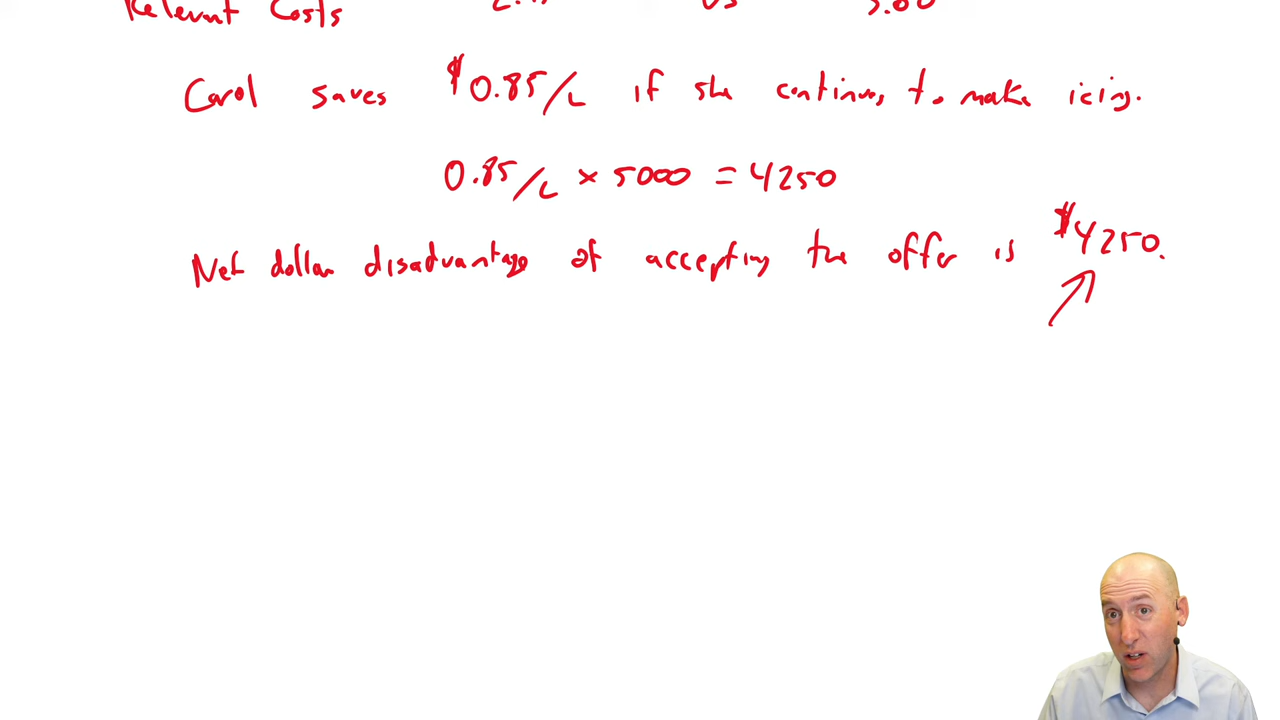 Relevant Costs vs
Carol saves $0.85/L if she continues to make icing.
0.85/L × 5000 = 4250
Net dollar disadvantage of accepting the offer is $4250.